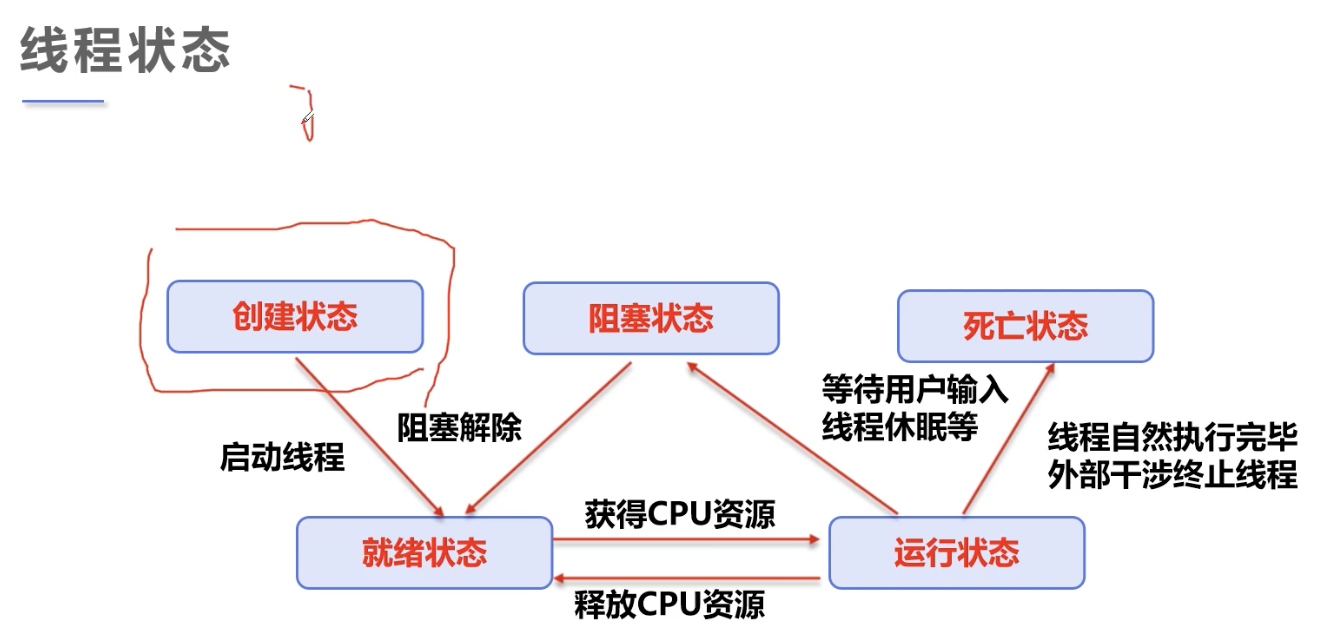 线程状态
创建状态
阻塞状态
死亡状态
等待用户输入
线程休眠等
阻塞解除
启动线程
线程自然执行完毕
外部干涉终止线程
获得CPU资源
就绪状态
运行状态
释放CPU资源